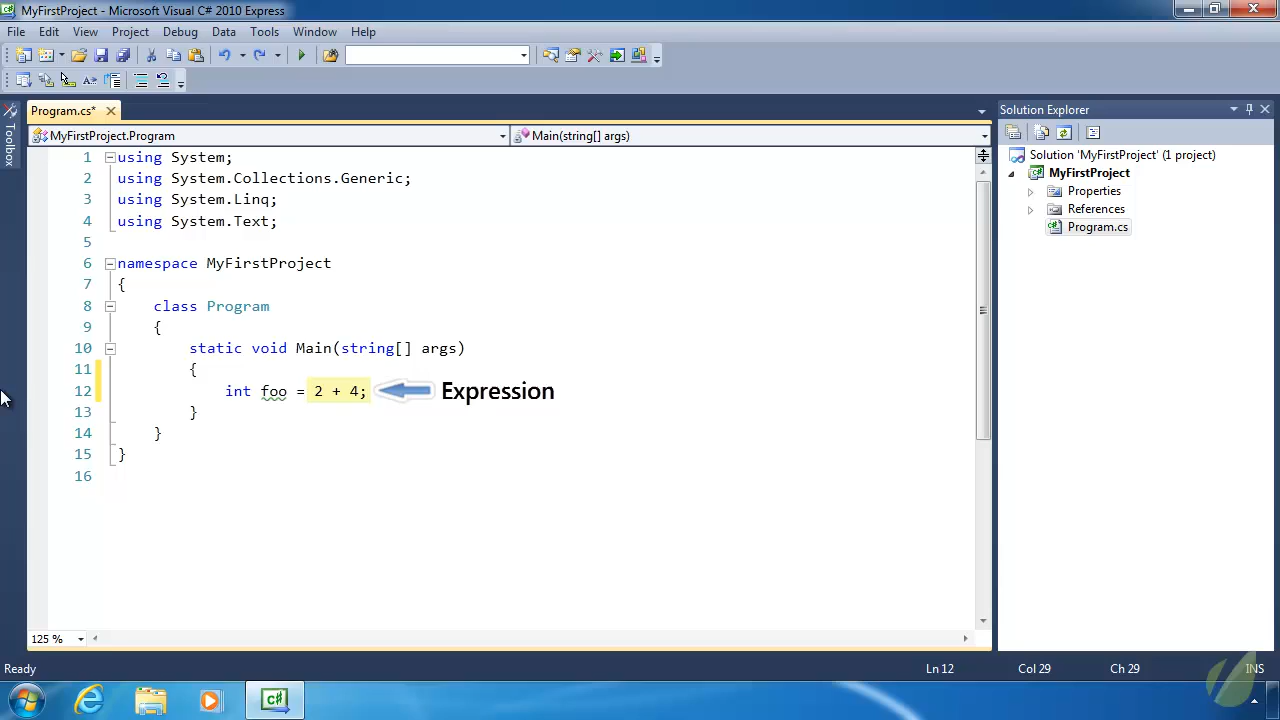 MyFirstProject - Microsoft Visual C# 2010 Express
File Edit View Project Debug Data Tools Window Help
Program.cs*
Solution Explorer
MyFirstProject.Program
Main(string[] args)
Toolbox
Solution 'MyFirstProject' (1 project)
MyFirstProject
Properties
References
Program.cs
1 using System;
2 using System.Collections.Generic;
3 using System.Linq;
4 using System.Text;
5
6 namespace MyFirstProject
7 {
8 class Program
9 {
10 static void Main(string[] args)
11 {
12 int foo = 2 + 4; Expression
13 }
14 }
15 }
16
125 %
Ready Ln 12 Col 29 Ch 29 INS
C#